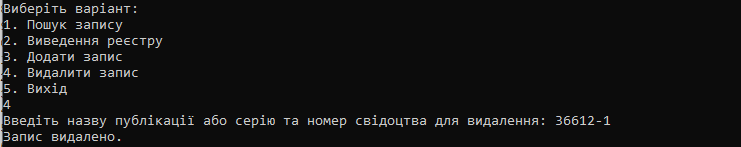 Виберіть варіант:
1. Пошук запису
2. Виведення реєстру
3. Додати запис
4. Видалити запис
5. Вихід
4
Введіть назву публікації або серію та номер свідоцтва для видалення: 36612-1
Запис видалено.